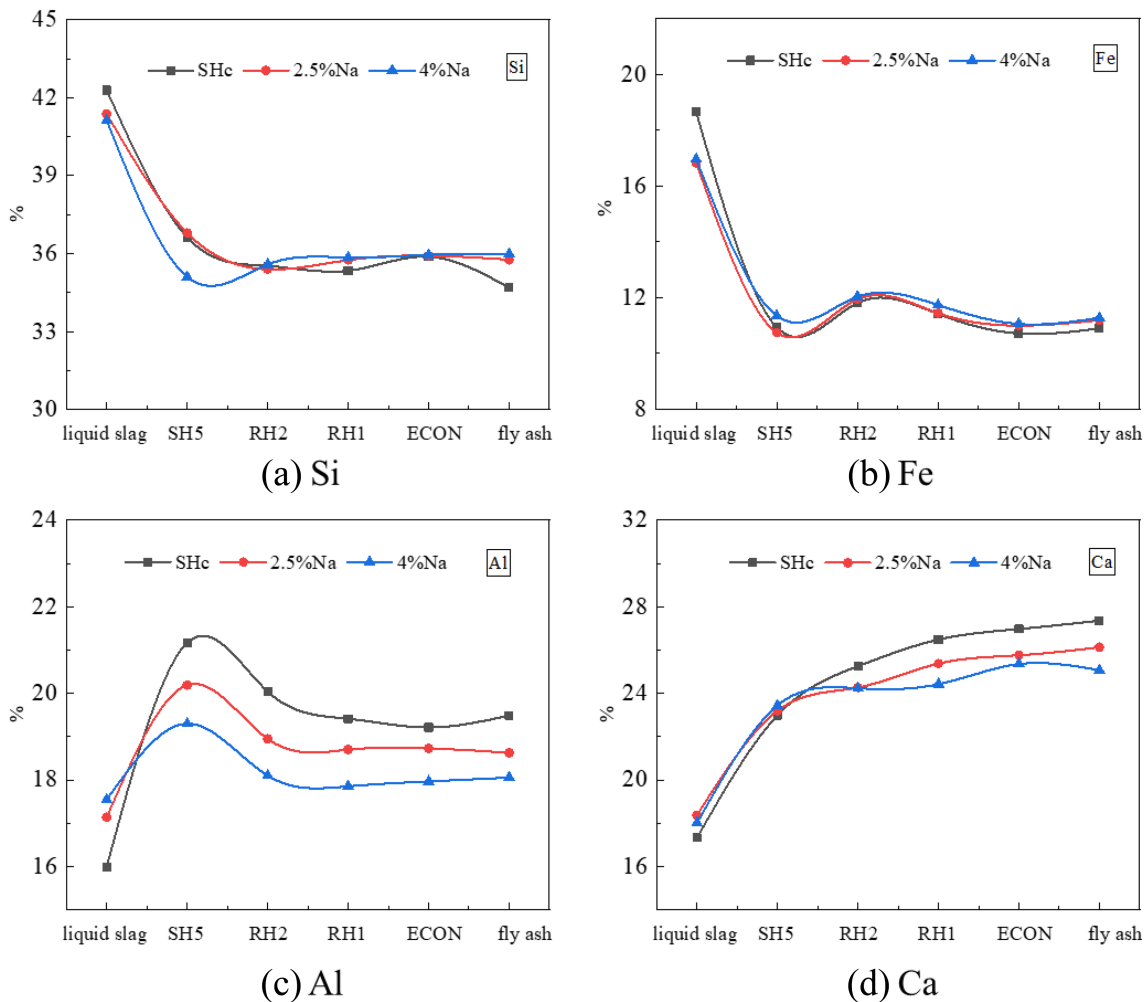 45
42
39
36
33
30
%
SHc 2.5%Na 4%Na
Si
liquid slag SH5 RH2 RH1 ECON fly ash
(a) Si
20
16
12
8
%
SHc 2.5%Na 4%Na
Fe
liquid slag SH5 RH2 RH1 ECON fly ash
(b) Fe
24
22
20
18
16
%
SHc 2.5%Na 4%Na
Al
liquid slag SH5 RH2 RH1 ECON fly ash
(c) Al
32
28
24
20
16
%
SHc 2.5%Na 4%Na
Ca
liquid slag SH5 RH2 RH1 ECON fly ash
(d) Ca